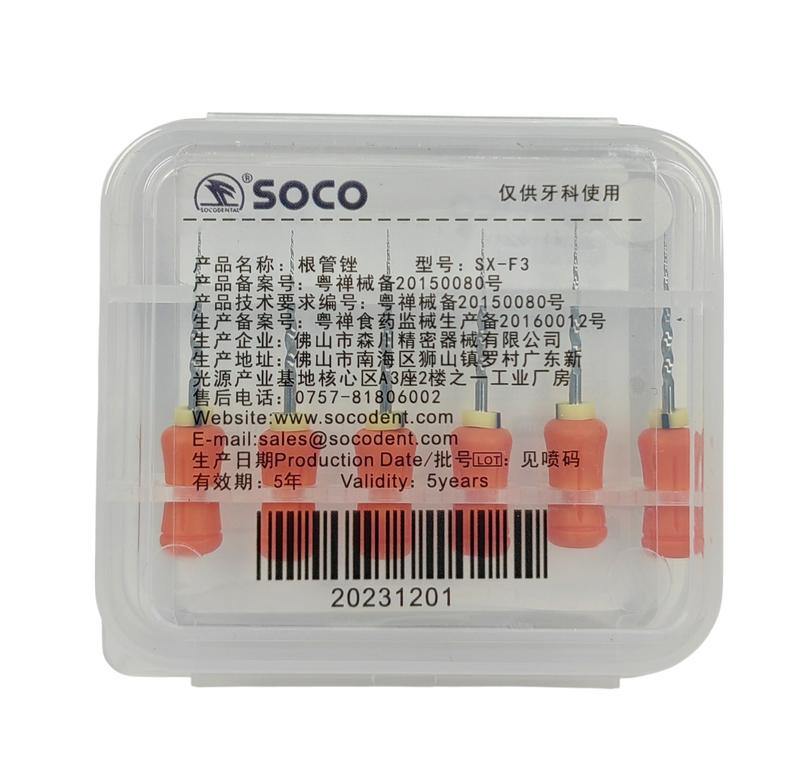 SOCODENTAL ® SOCO 仅供牙科使用
产品名称：根管锉 型号：SX-F3
产品备案号：粤禅械备20150080号
产品技术要求编号：粤禅械备20150080号
生产备案号：粤禅食药监械生产备20160012号
生产企业：佛山市森川精密器械有限公司
生产地址：佛山市南海区狮山镇罗村广东新
光源产业基地核心区A3座2楼之一工业厂房
售后电话：0757-81806002
Website:www.socodent.com
E-mail:sales@socodent.com
生产日期Production Date/批号LOT：见喷码
有效期：5年 Validity：5years
20231201